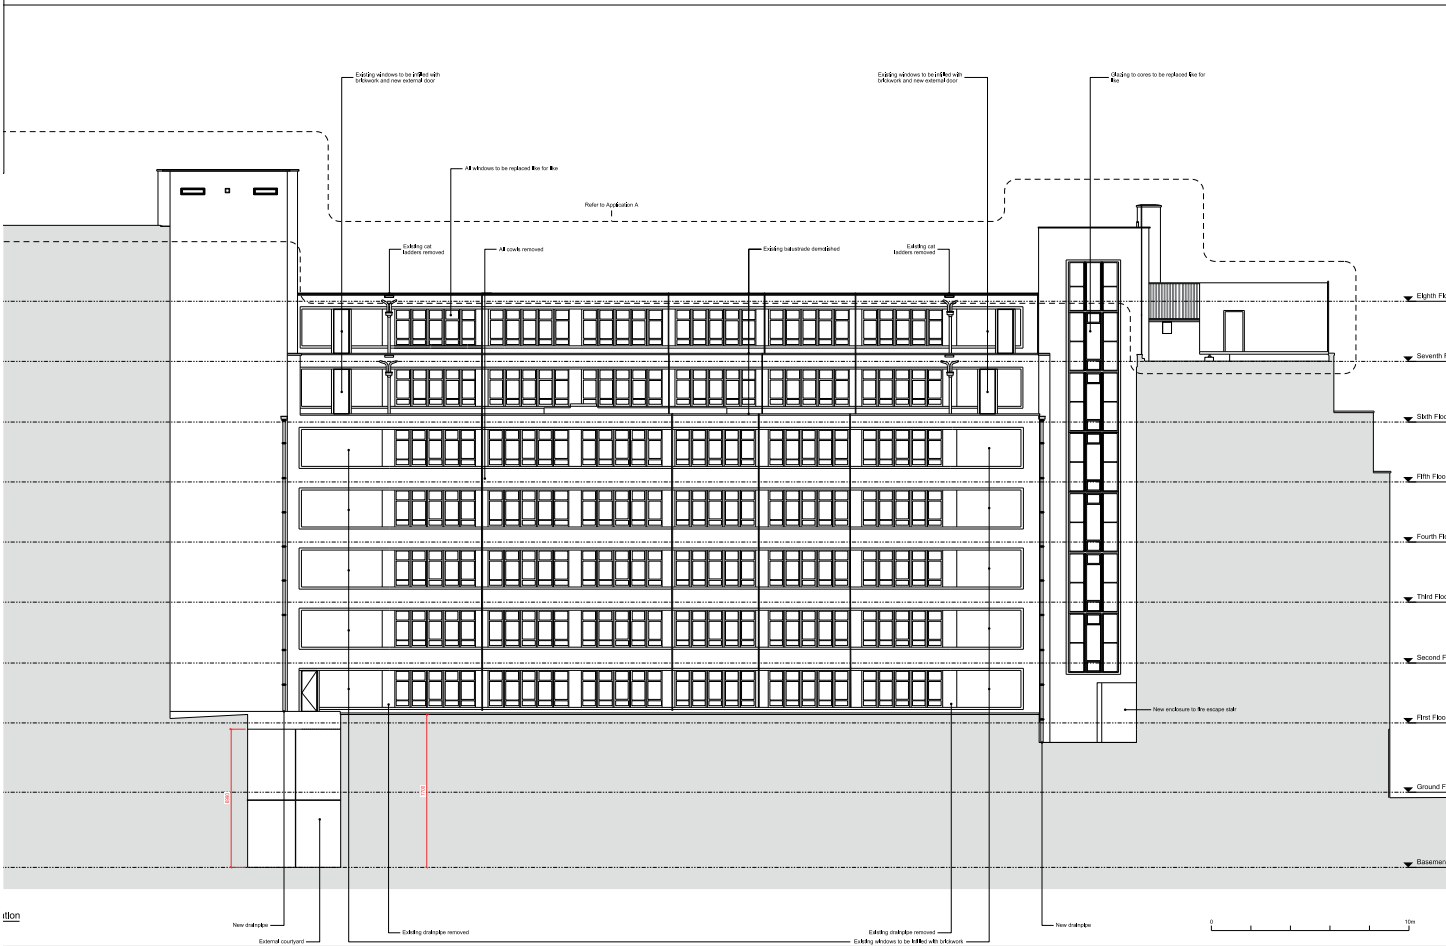 Existing windows to be infilled with
brickwork and new external door
Existing windows to be infilled with
brickwork and new external door
Glazing to cores to be replaced like for
like
All windows to be replaced like for like
Refer to Application A
Existing cat
ladders removed
All cowls removed
Existing balustrade demolished
Existing cat
ladders removed
Eighth Flo
Seventh F
Sixth Floo
Fifth Floo
Fourth Flo
Third Floo
Second F
New enclosure to fire escape stair
First Floo
Ground F
Basemen
ation
New drainpipe
External courtyard
Existing drainpipe removed
Existing drainpipe removed
Existing windows to be infilled with brickwork
New drainpipe
0
10m